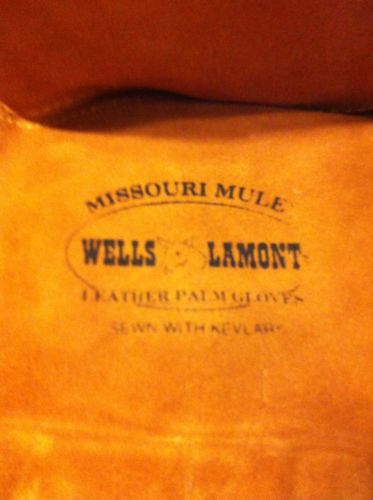 MISSOURI MULE
WELLS LAMONT
LEATHER PALM GLOVES
SEWN WITH KEVLAR